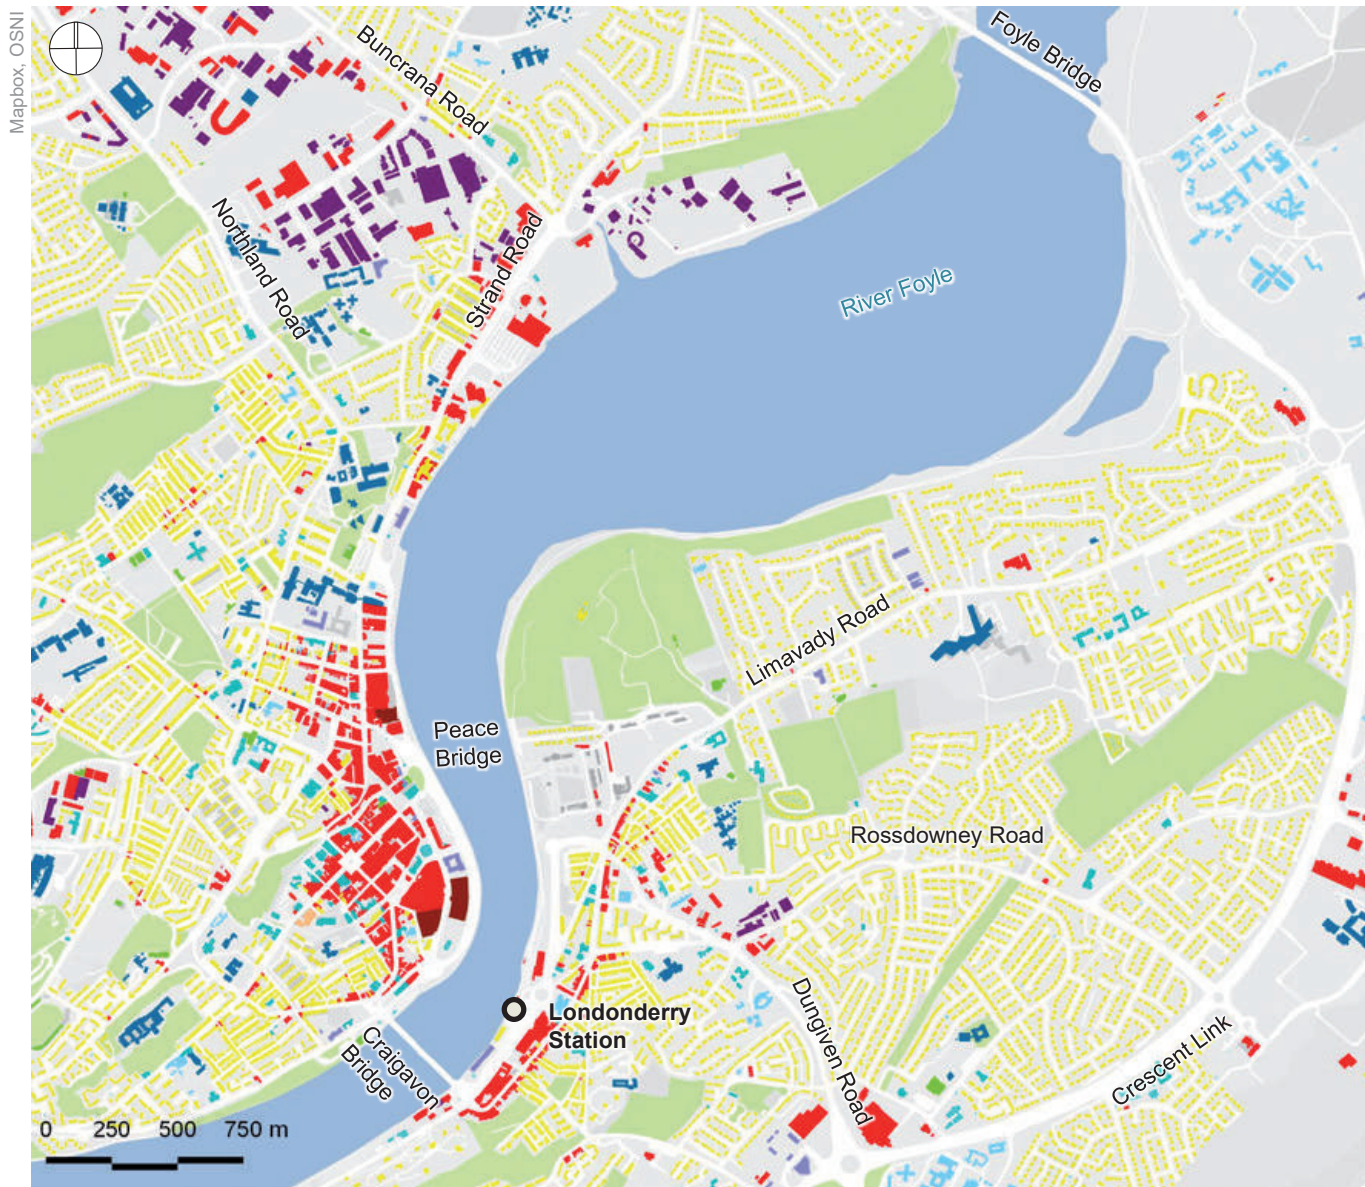 Mapbox, OSNI
Foyle Bridge
Buncrana Road
Northland Road
Strand Road
River Foyle
Limavady Road
Peace
Bridge
Rossdowney Road
Londonderry
Station
Dungiven Road
Crescent Link
Craigavon
Bridge
0 250 500 750 m